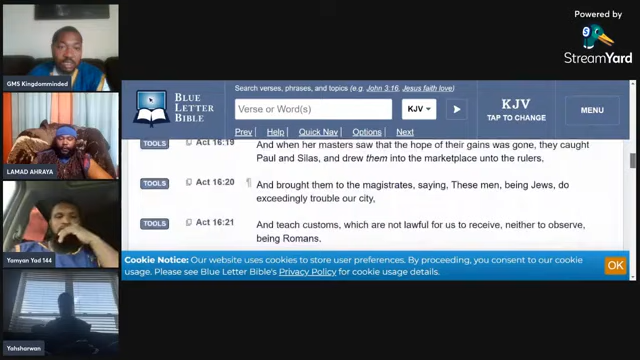 Powered by
StreamYard
GMS Kingdomminded
LAMAD AHRAYA
Yamyan Yad 144
Yahsharwan
BLUE
LETTER
BIBLE
Search verses, phrases, and topics (e.g. John 3:16, Jesus faith love)
Verse or Word(s)
KJV
KJV
TAP TO CHANGE
MENU
Prev | Help | Quick Nav | Options | Next
TOOLS Act 16:19 And when her masters saw that the hope of their gains was gone, they caught
Paul and Silas, and drew them into the marketplace unto the rulers,
TOOLS Act 16:20 ¶ And brought them to the magistrates, saying, These men, being Jews, do
exceedingly trouble our city,
TOOLS Act 16:21 And teach customs, which are not lawful for us to receive, neither to observe,
being Romans.
Cookie Notice: Our website uses cookies to store user preferences. By proceeding, you consent to our cookie
usage. Please see Blue Letter Bible's Privacy Policy for cookie usage details.
OK